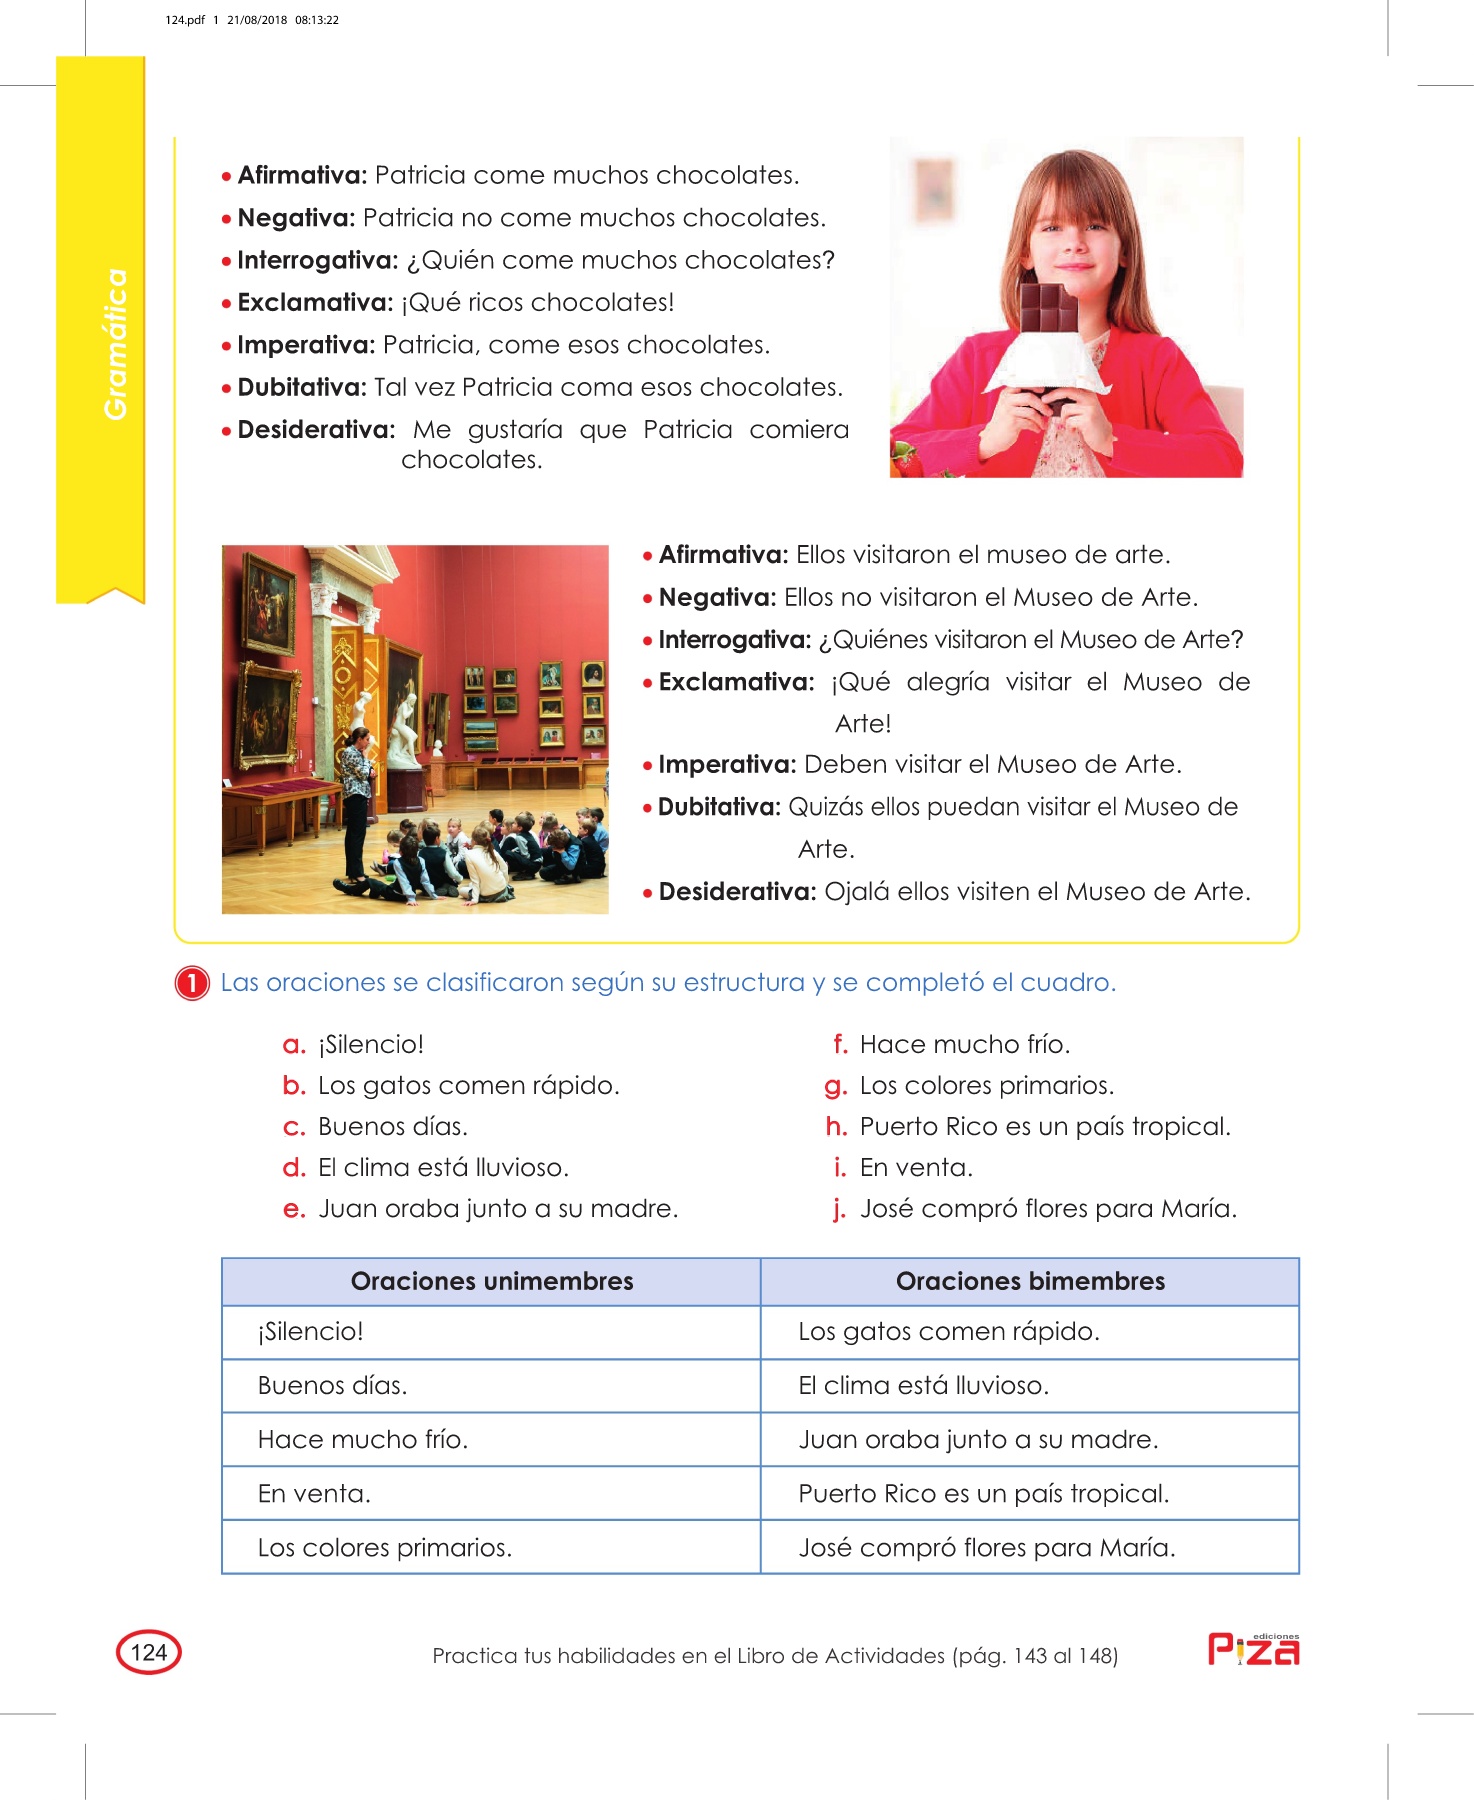 124.pdf 1 21/08/2018 08:13:22
Gramática
• Afirmativa: Patricia come muchos chocolates.
• Negativa: Patricia no come muchos chocolates.
• Interrogativa: ¿Quién come muchos chocolates?
• Exclamativa: ¡Qué ricos chocolates!
• Imperativa: Patricia, come esos chocolates.
• Dubitativa: Tal vez Patricia coma esos chocolates.
• Desiderativa: Me gustaría que Patricia comiera
chocolates.
• Afirmativa: Ellos visitaron el museo de arte.
• Negativa: Ellos no visitaron el Museo de Arte.
• Interrogativa: ¿Quiénes visitaron el Museo de Arte?
• Exclamativa: ¡Qué alegría visitar el Museo de
Arte!
• Imperativa: Deben visitar el Museo de Arte.
• Dubitativa: Quizás ellos puedan visitar el Museo de
Arte.
• Desiderativa: Ojalá ellos visiten el Museo de Arte.
1 Las oraciones se clasificaron según su estructura y se completó el cuadro.
a. ¡Silencio!
b. Los gatos comen rápido.
c. Buenos días.
d. El clima está lluvioso.
e. Juan oraba junto a su madre.
f. Hace mucho frío.
g. Los colores primarios.
h. Puerto Rico es un país tropical.
i. En venta.
j. José compró flores para María.
Oraciones unimembres Oraciones bimembres
¡Silencio! Los gatos comen rápido.
Buenos días. El clima está lluvioso.
Hace mucho frío. Juan oraba junto a su madre.
En venta. Puerto Rico es un país tropical.
Los colores primarios. José compró flores para María.
124
Practica tus habilidades en el Libro de Actividades (pág. 143 al 148)
ediciones
Piza